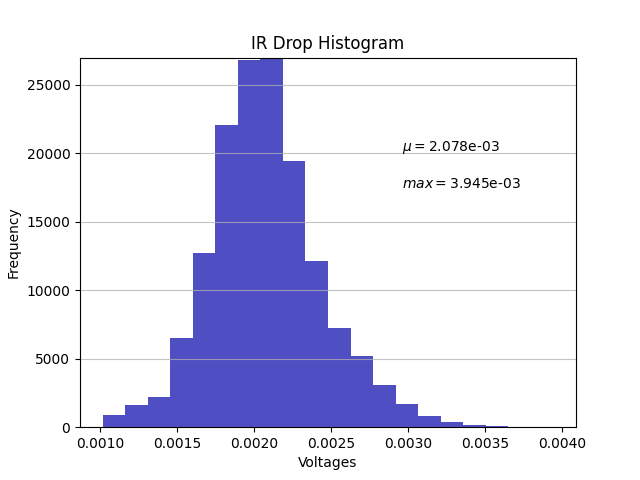 IR Drop Histogram
25000
20000
15000
10000
5000
0
Frequency
μ = 2.078e-03
max = 3.945e-03
0.0010 0.0015 0.0020 0.0025 0.0030 0.0035 0.0040
Voltages